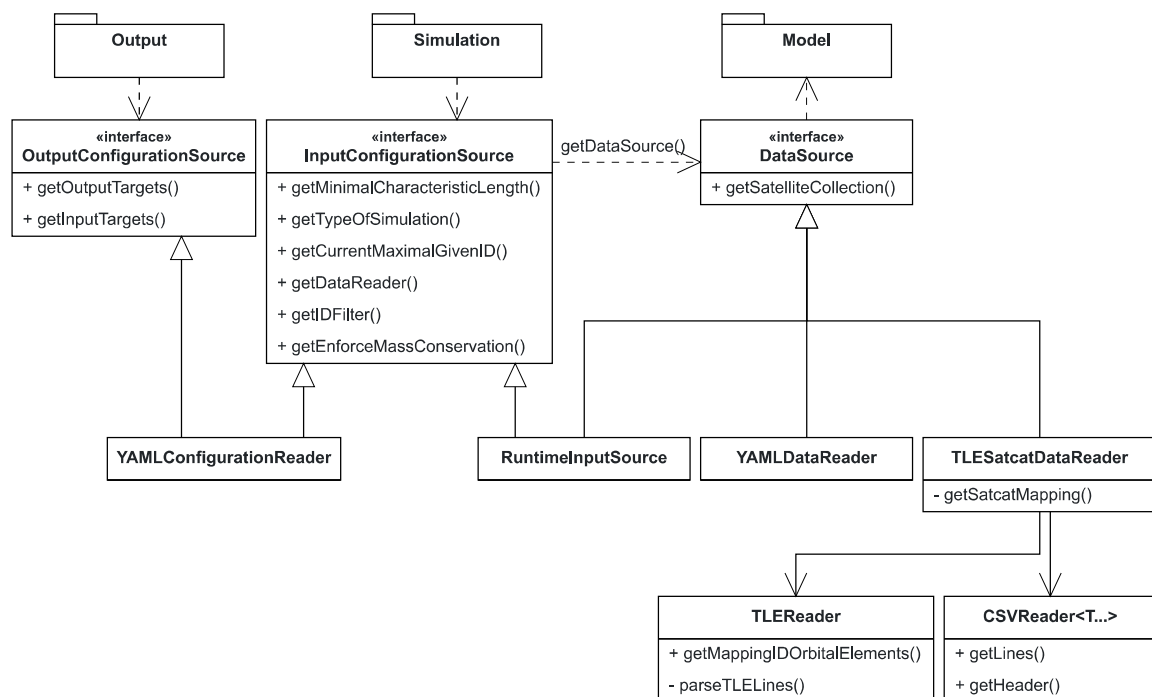 Output
Simulation
Model
«interface»
OutputConfigurationSource
+ getOutputTargets()
+ getInputTargets()
«interface»
InputConfigurationSource
+ getMinimalCharacteristicLength()
+ getTypeOfSimulation()
+ getCurrentMaximalGivenID()
+ getDataReader()
+ getIDFilter()
+ getEnforceMassConservation()
getDataSource()
«interface»
DataSource
+ getSatelliteCollection()
YAMLConfigurationReader
RuntimeInputSource
YAMLDataReader
TLESatcatDataReader
- getSatcatMapping()
TLEReader
+ getMappingIDOrbitalElements()
- parseTLELines()
CSVReader<T...>
+ getLines()
+ getHeader()